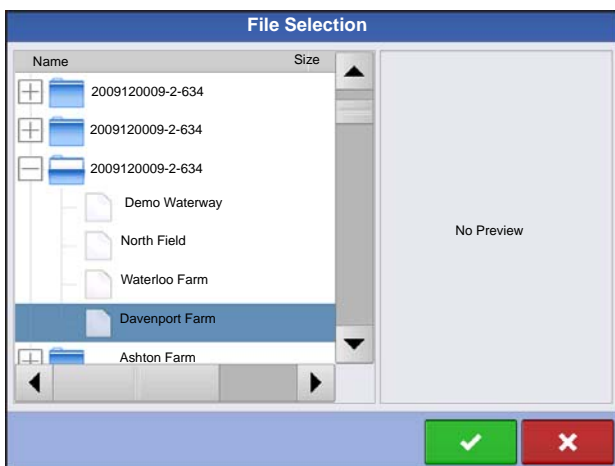 File Selection
Name Size
2009120009-2-634
2009120009-2-634
2009120009-2-634
Demo Waterway
North Field
Waterloo Farm
Davenport Farm
Ashton Farm
No Preview